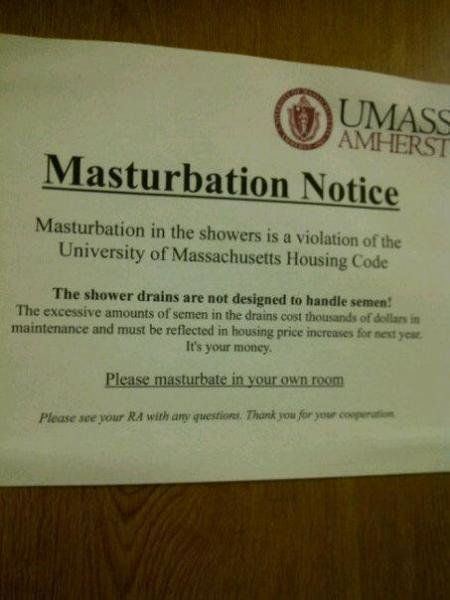 UMASS
AMHERST
Masturbation Notice
Masturbation in the showers is a violation of the
University of Massachusetts Housing Code
The shower drains are not designed to handle semen!
The excessive amounts of semen in the drains cost thousands of dollars in
maintenance and must be reflected in housing price increases for next year.
It's your money.
Please masturbate in your own room
Please see your RA with any questions. Thank you for your cooperation.